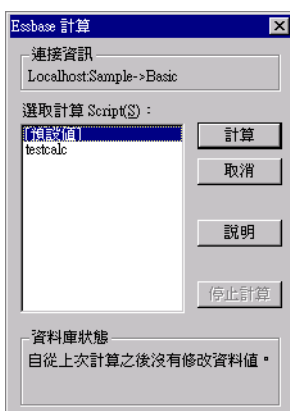 Essbase 計算
連接資訊
Localhost:Sample->Basic
選取計算 Script(S)：
[預設值]
testcalc
計算
取消
說明
停止計算
資料庫狀態
自從上次計算之後沒有修改資料值。